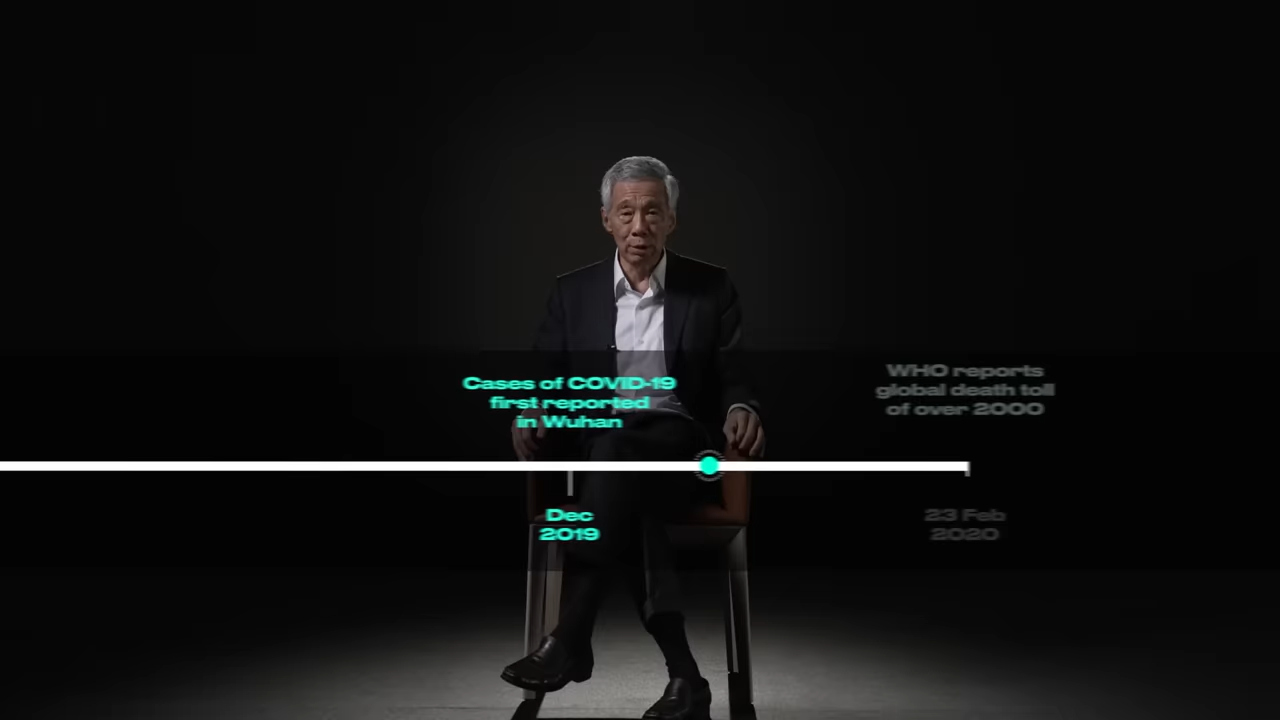 Cases of COVID-19
first reported
in Wuhan
Dec
2019
WHO reports
global death toll
of over 2000
23 Feb
2020